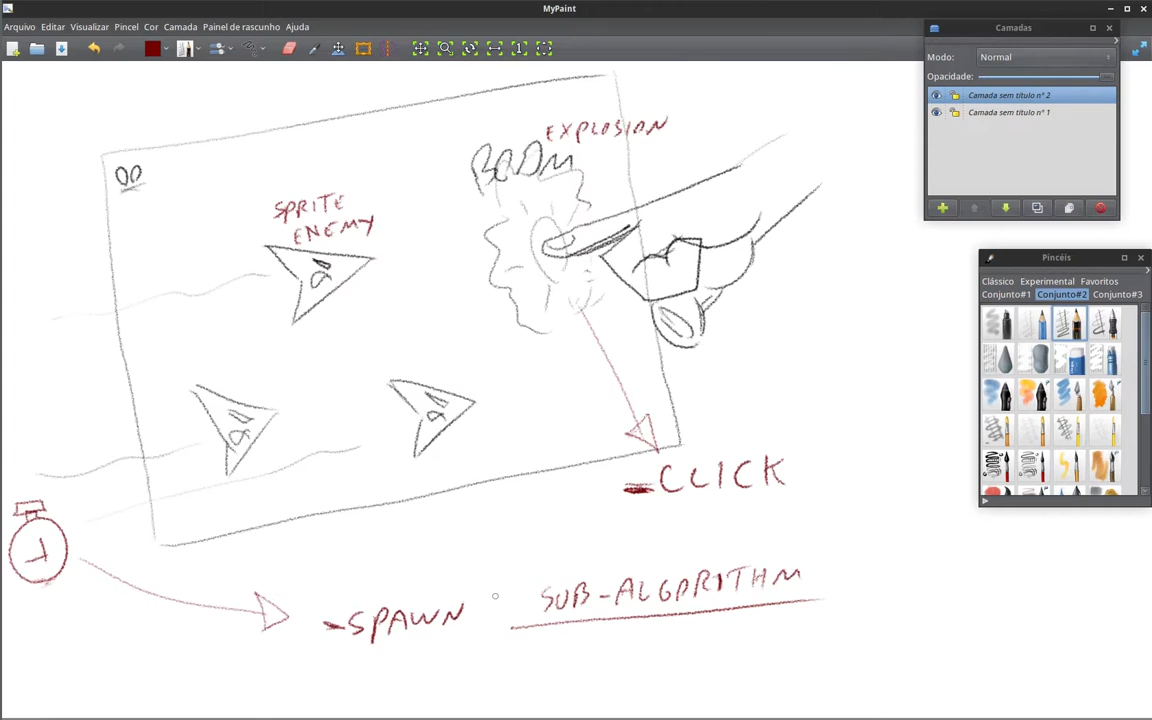 MyPaint
Arquivo Editar Visualizar Pincel Cor Camada Painel de rascunho Ajuda
Camadas
Modo: Normal
Opacidade:
Camada sem título nº 2
Camada sem título nº 1
Pincéis
Clássico Experimental Favoritos
Conjunto#1 Conjunto#2 Conjunto#3
00
EXPLOSION
BOOM
SPRITE
ENEMY
-CLICK
SUB-ALGORITHM
-SPAWN